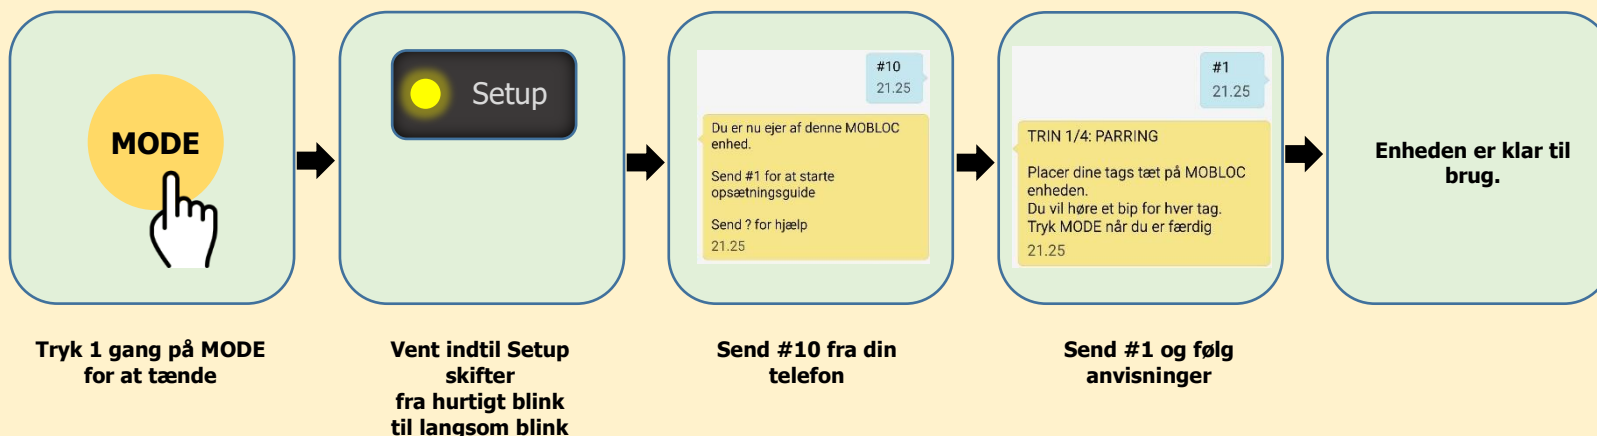 MODE
Tryk 1 gang på MODE
for at tænde
Setup
Vent indtil Setup
skifter
fra hurtigt blink
til langsom blink
#10
21.25
Du er nu ejer af denne MOBLOC
enhed.
Send #1 for at starte
opsætningsguide
Send ? for hjælp
21.25
Send #10 fra din
telefon
#1
21.25
TRIN 1/4: PARRING
Placer dine tags tæt på MOBLOC
enheden.
Du vil høre et bip for hver tag.
Tryk MODE når du er færdig
21.25
Send #1 og følg
anvisninger
Enheden er klar til
brug.